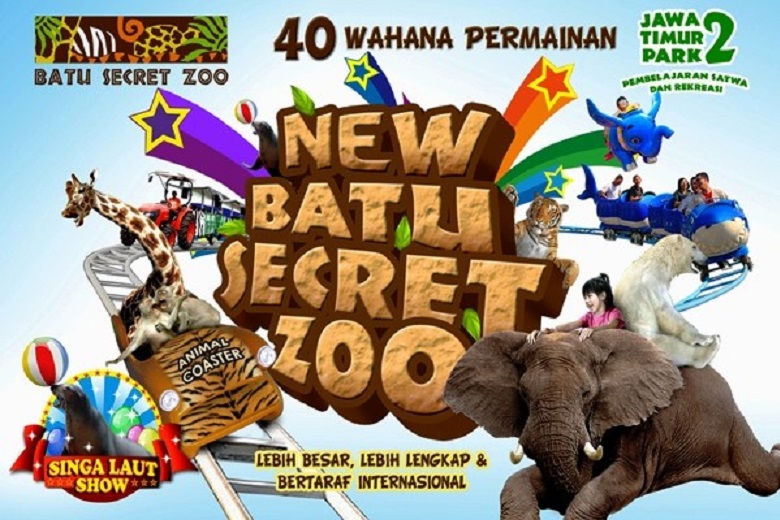 BATU SECRET ZOO
40 WAHANA PERMAINAN
JAWA
TIMUR
PARK 2
PEMBELAJARAN SATWA
DAN REKREASI
NEW
BATU
SECRET
ZOO
ANIMAL
COASTER
SINGA LAUT
SHOW
LEBIH BESAR, LEBIH LENGKAP &
BERTARAF INTERNASIONAL